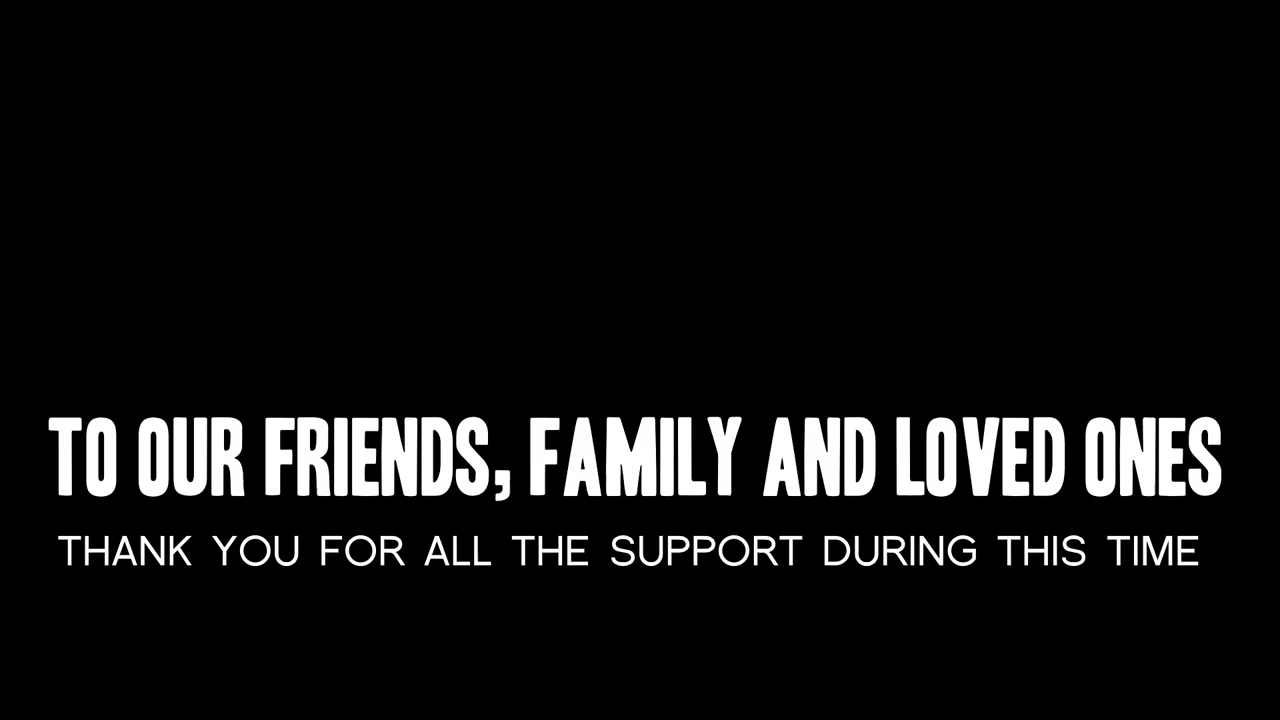 TO OUR FRIENDS, FAMILY AND LOVED ONES
THANK YOU FOR ALL THE SUPPORT DURING THIS TIME